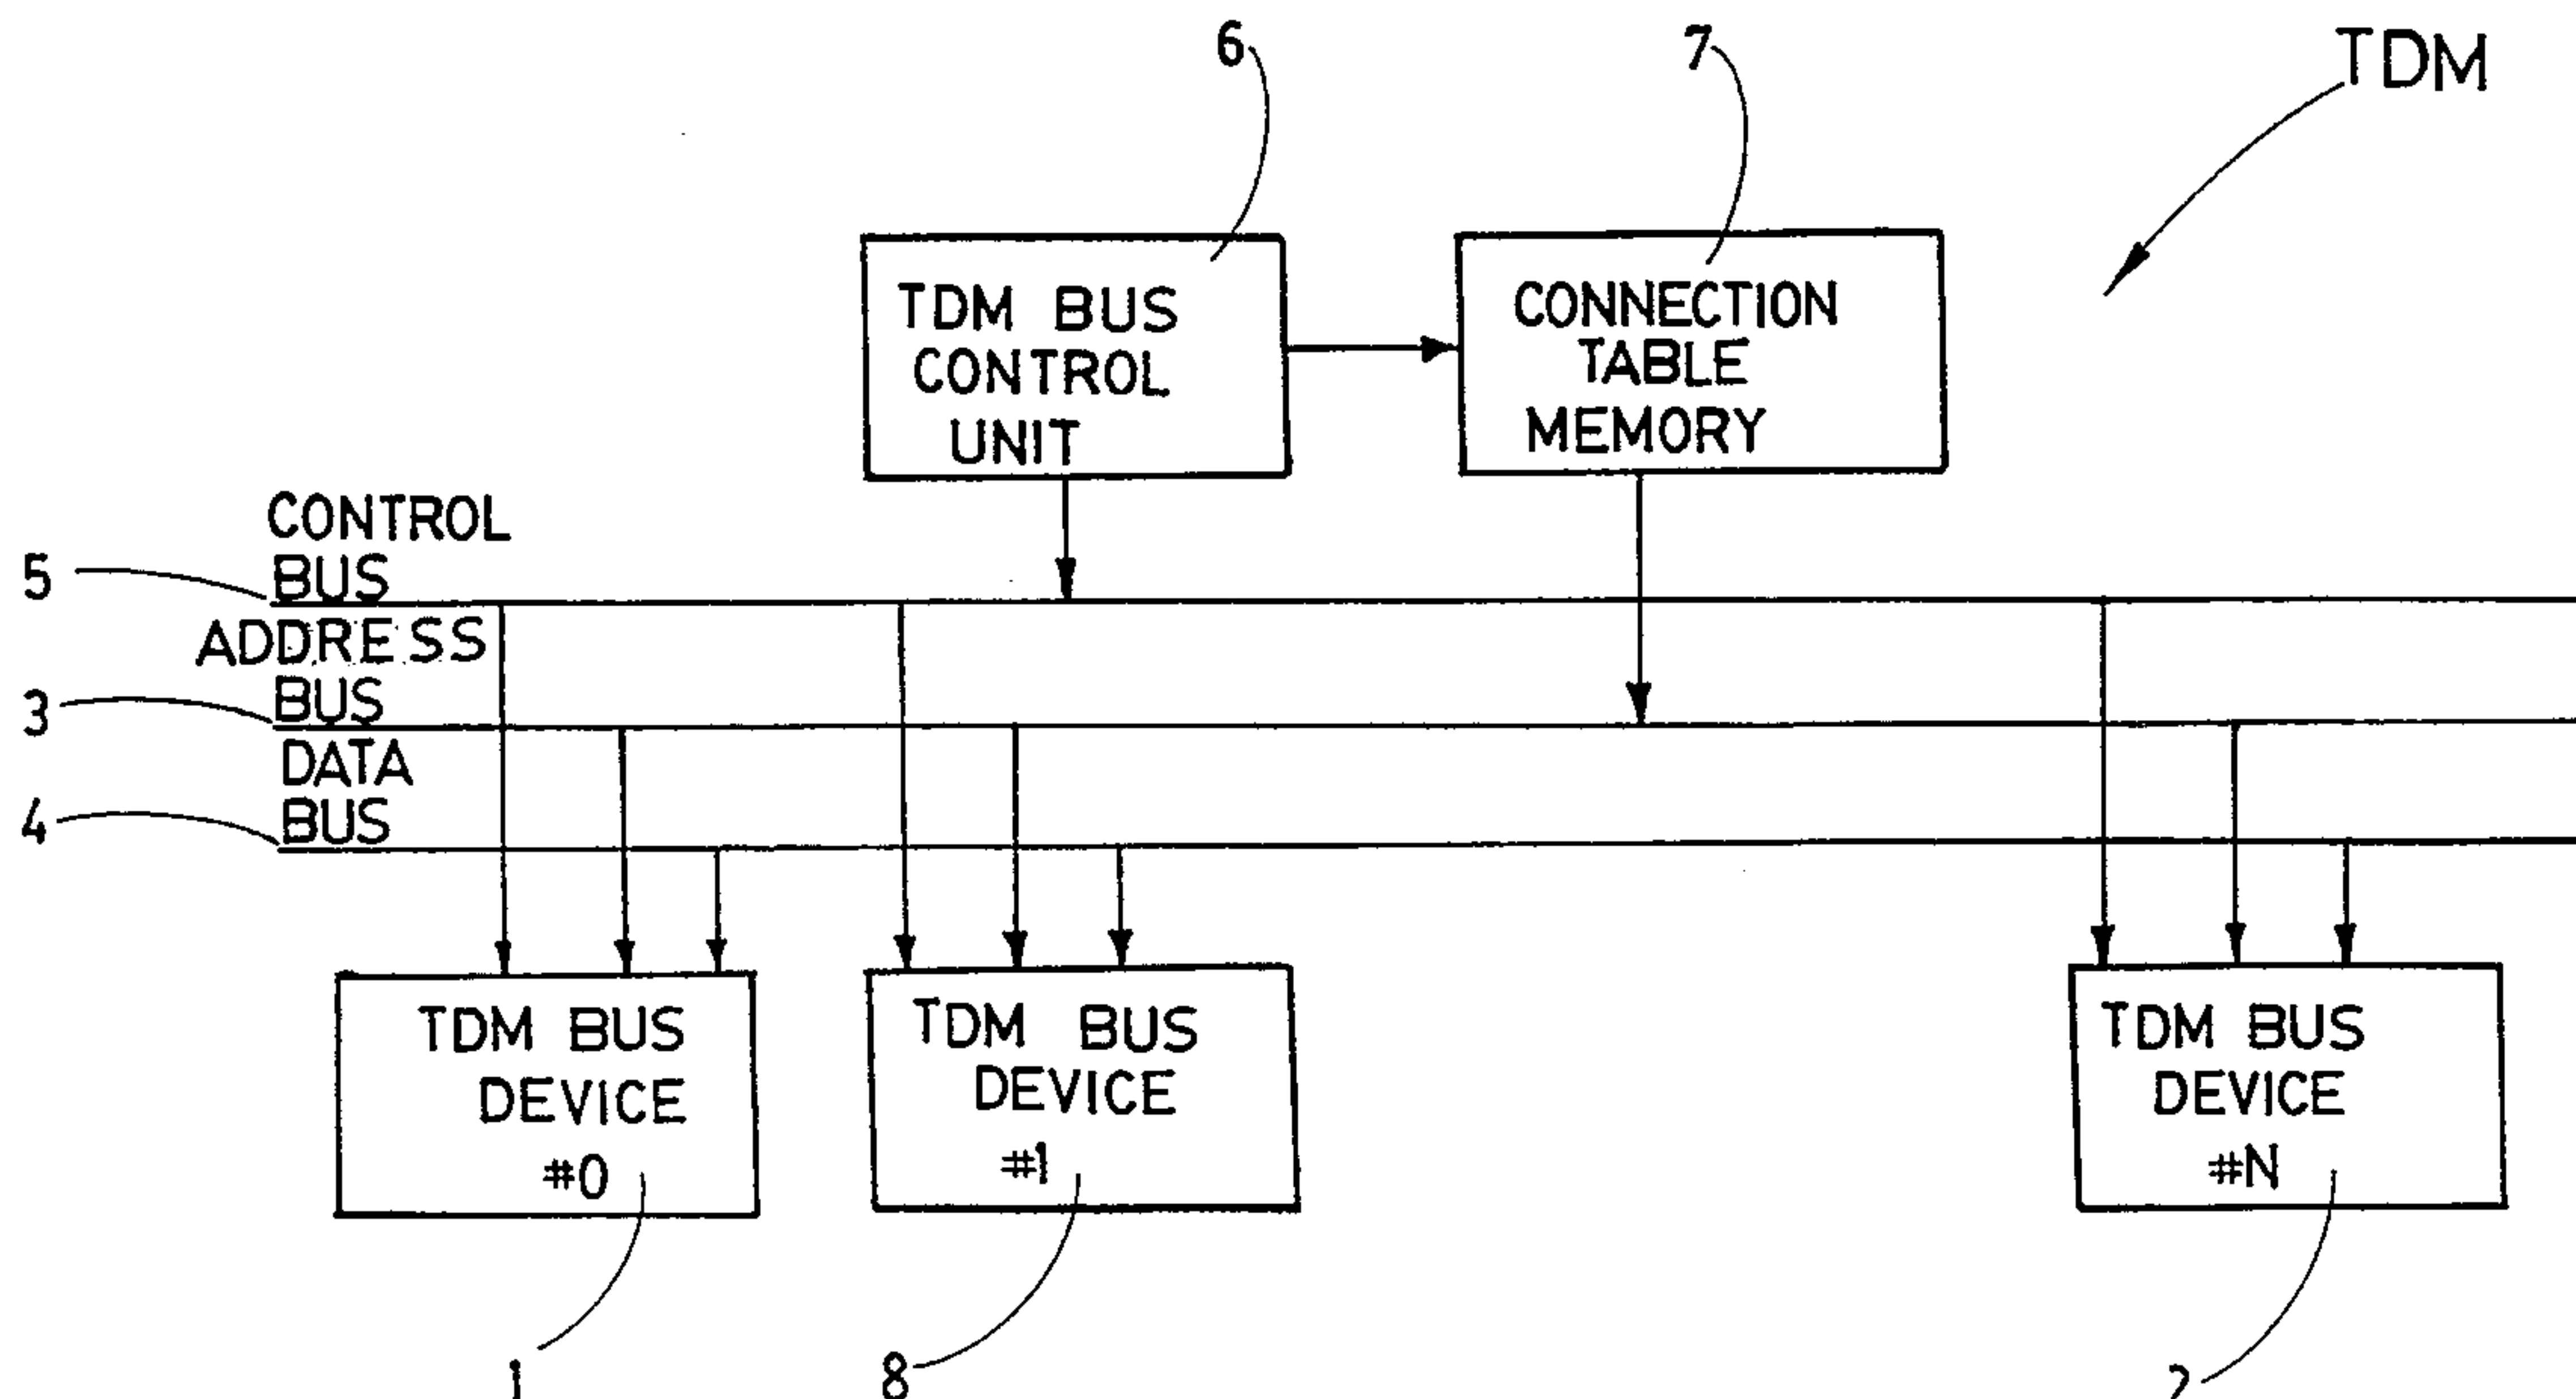 6
7
TDM
TDM BUS
CONTROL
UNIT
CONNECTION
TABLE
MEMORY
CONTROL
BUS
5
ADDRESS
BUS
3
DATA
BUS
4
TDM BUS
DEVICE
#0
TDM BUS
DEVICE
#1
TDM BUS
DEVICE
#N
1
8
2